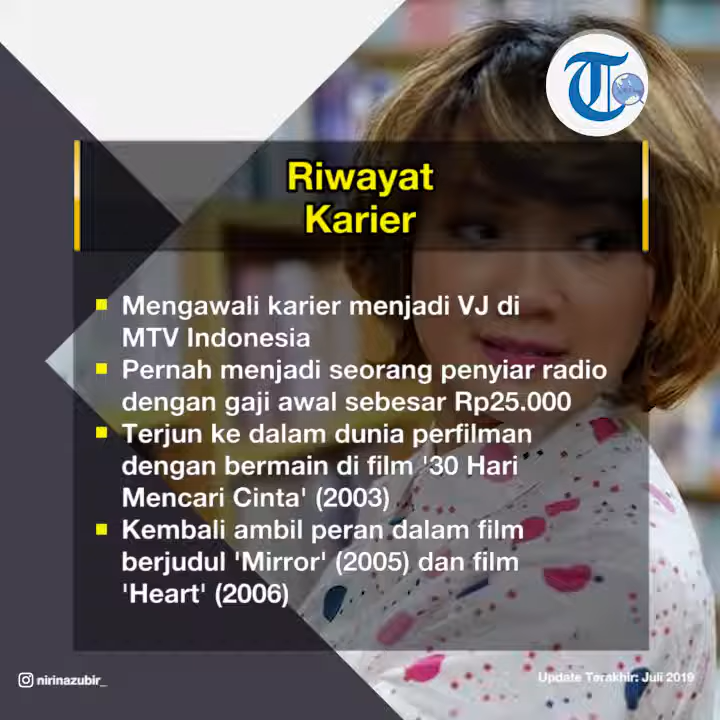 Riwayat
Karier
Mengawali karier menjadi VJ di
MTV Indonesia
Pernah menjadi seorang penyiar radio
dengan gaji awal sebesar Rp25.000
Terjun ke dalam dunia perfilman
dengan bermain di film '30 Hari
Mencari Cinta' (2003)
Kembali ambil peran dalam film
berjudul 'Mirror' (2005) dan film
'Heart' (2006)
nirinazubir_
Update Terakhir: Juli 2019